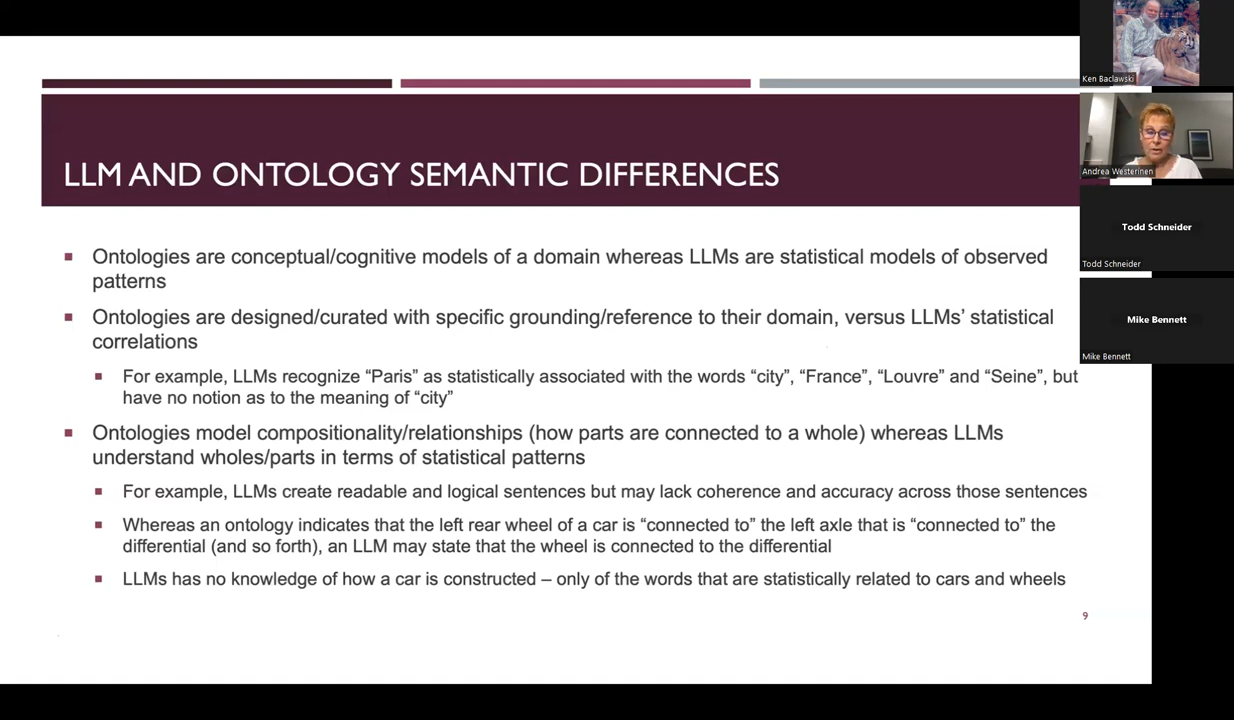 LLM AND ONTOLOGY SEMANTIC DIFFERENCES
Ontologies are conceptual/cognitive models of a domain whereas LLMs are statistical models of observed
patterns
Ontologies are designed/curated with specific grounding/reference to their domain, versus LLMs’ statistical
correlations
For example, LLMs recognize “Paris” as statistically associated with the words “city”, “France”, “Louvre” and “Seine”, but
have no notion as to the meaning of “city”
Ontologies model compositionality/relationships (how parts are connected to a whole) whereas LLMs
understand wholes/parts in terms of statistical patterns
For example, LLMs create readable and logical sentences but may lack coherence and accuracy across those sentences
Whereas an ontology indicates that the left rear wheel of a car is “connected to” the left axle that is “connected to” the
differential (and so forth), an LLM may state that the wheel is connected to the differential
LLMs has no knowledge of how a car is constructed – only of the words that are statistically related to cars and wheels
9
Ken Baclawski
Andrea Westerinen
Todd Schneider
Todd Schneider
Mike Bennett
Mike Bennett